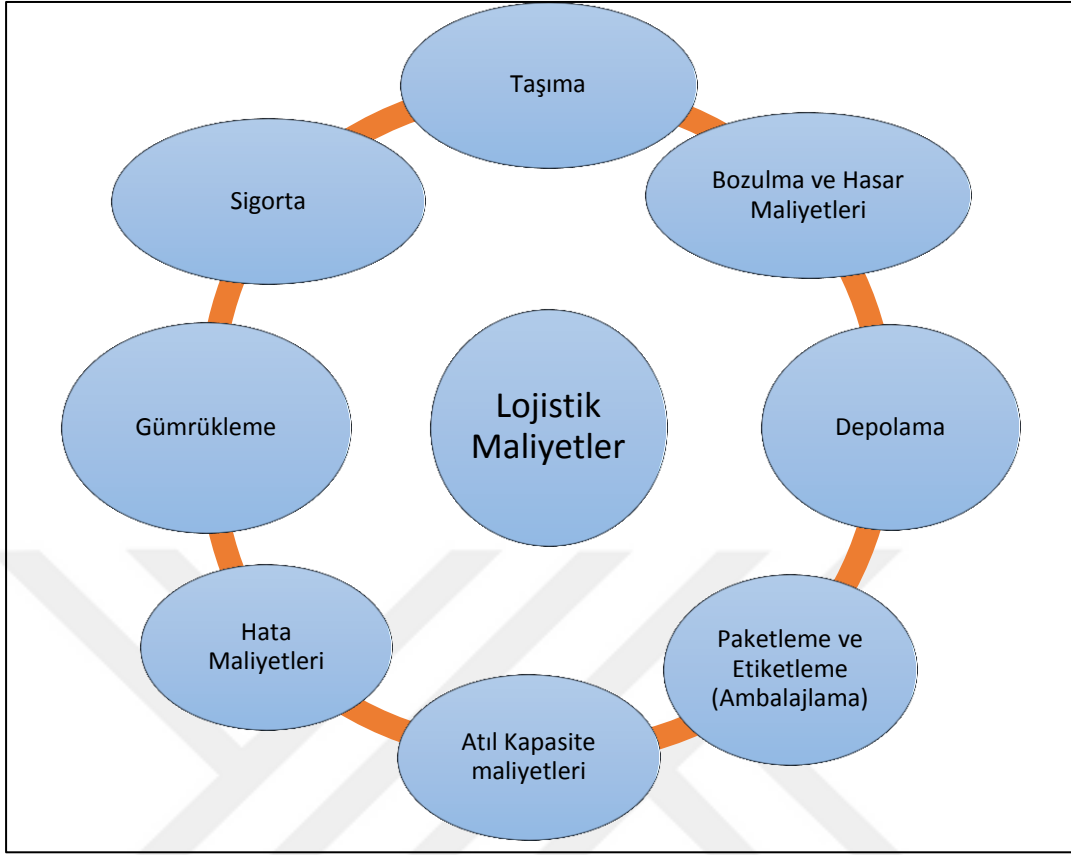 Taşıma
Bozulma ve Hasar
Maliyetleri
Sigorta
Lojistik
Maliyetler
Gümrükleme
Depolama
Hata
Maliyetleri
Paketleme ve
Etiketleme
(Ambalajlama)
Atıl Kapasite
maliyetleri